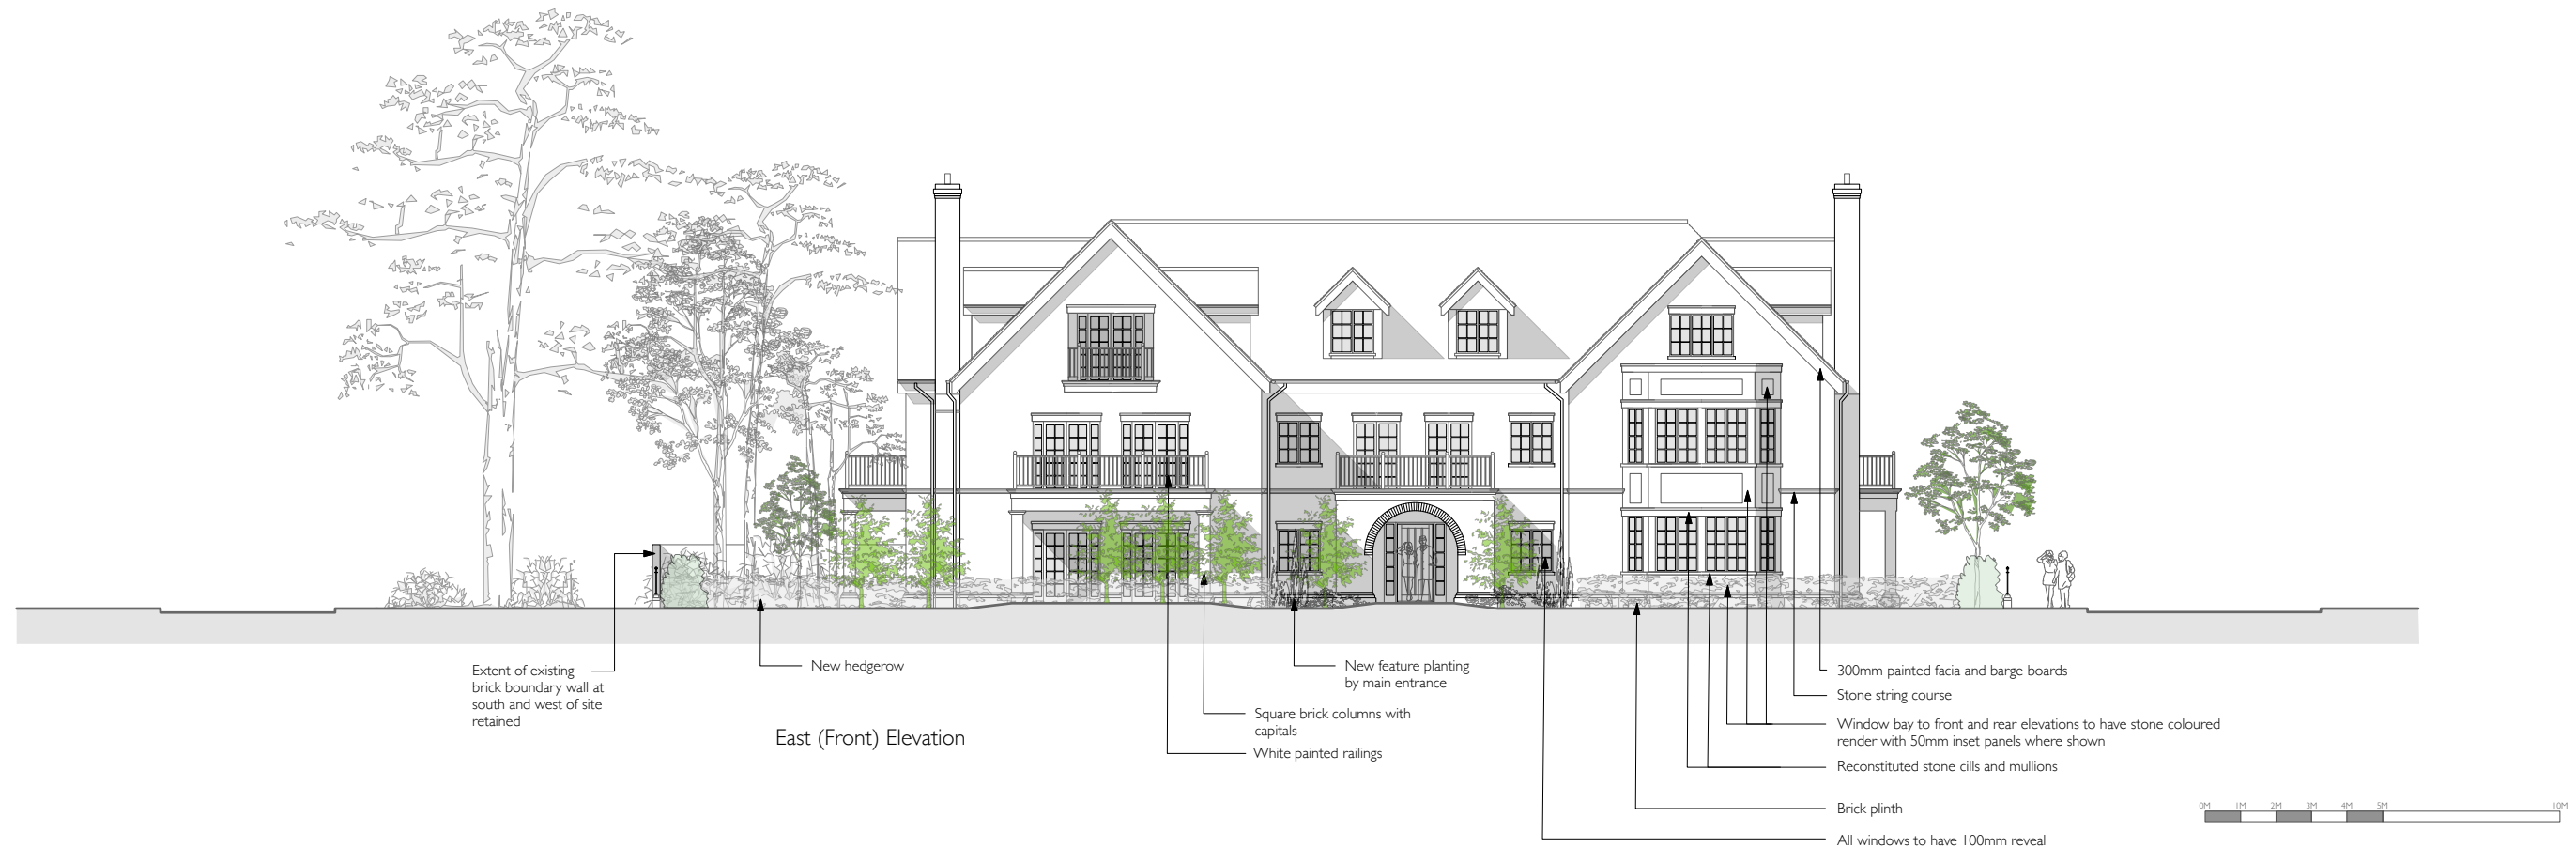 Extent of existing
brick boundary wall at
south and west of site
retained
New hedgerow
East (Front) Elevation
New feature planting
by main entrance
Square brick columns with
capitals
White painted railings
300mm painted facia and barge boards
Stone string course
Window bay to front and rear elevations to have stone coloured
render with 50mm inset panels where shown
Reconstituted stone cills and mullions
Brick plinth
All windows to have 100mm reveal
0M 1M 2M 3M 4M 5M 10M